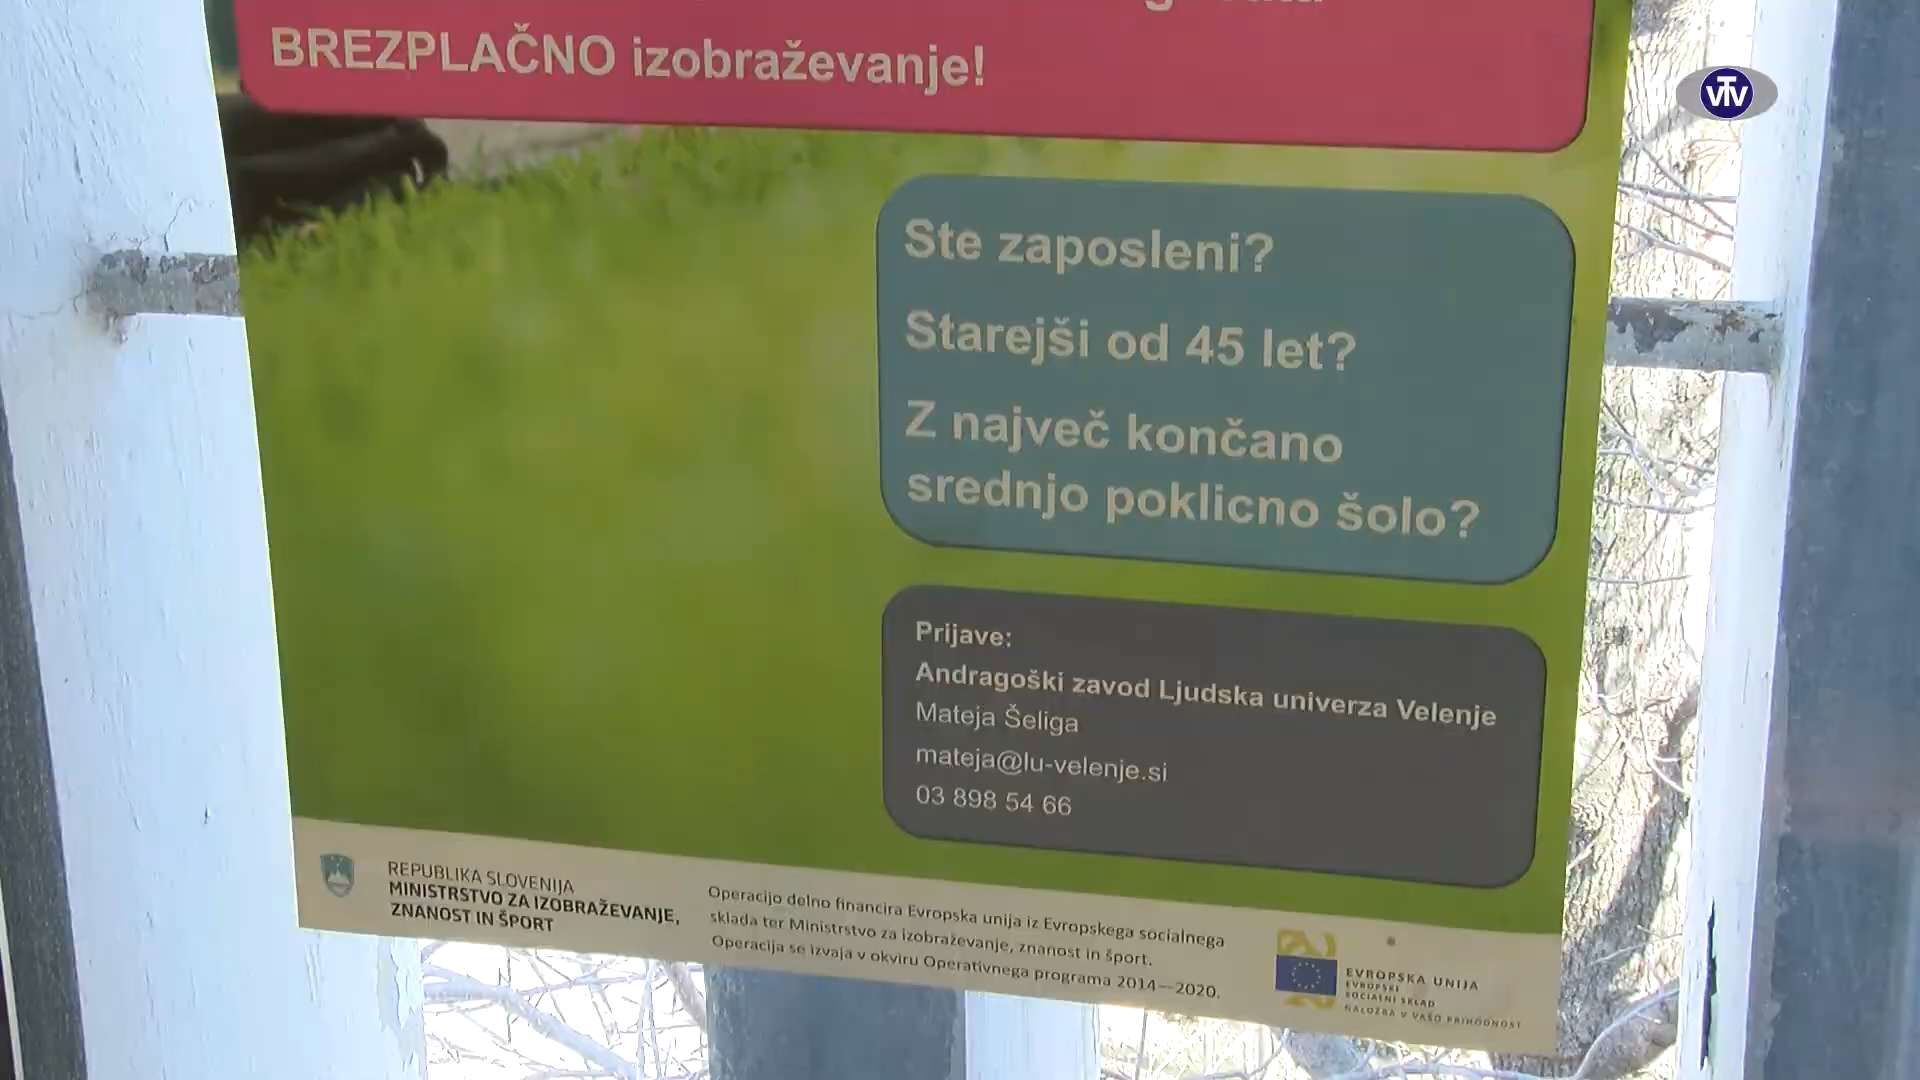 BREZPLAČNO izobraževanje!
VTV
Ste zaposleni?
Starejši od 45 let?
Z največ končano
srednjo poklicno šolo?
Prijave:
Andragoški zavod Ljudska univerza Velenje
Mateja Šeliga
mateja@lu-velenje.si
03 898 54 66
REPUBLIKA SLOVENIJA
MINISTRSTVO ZA IZOBRAŽEVANJE,
ZNANOST IN ŠPORT
Operacijo delno financira Evropska unija iz Evropskega socialnega
sklada ter Ministrstvo za izobraževanje, znanost in šport.
Operacija se izvaja v okviru Operativnega programa 2014—2020.
EVROPSKA UNIJA
EVROPSKI
SOCIALNI SKLAD
NALOŽBA V VAŠO PRIHODNOST